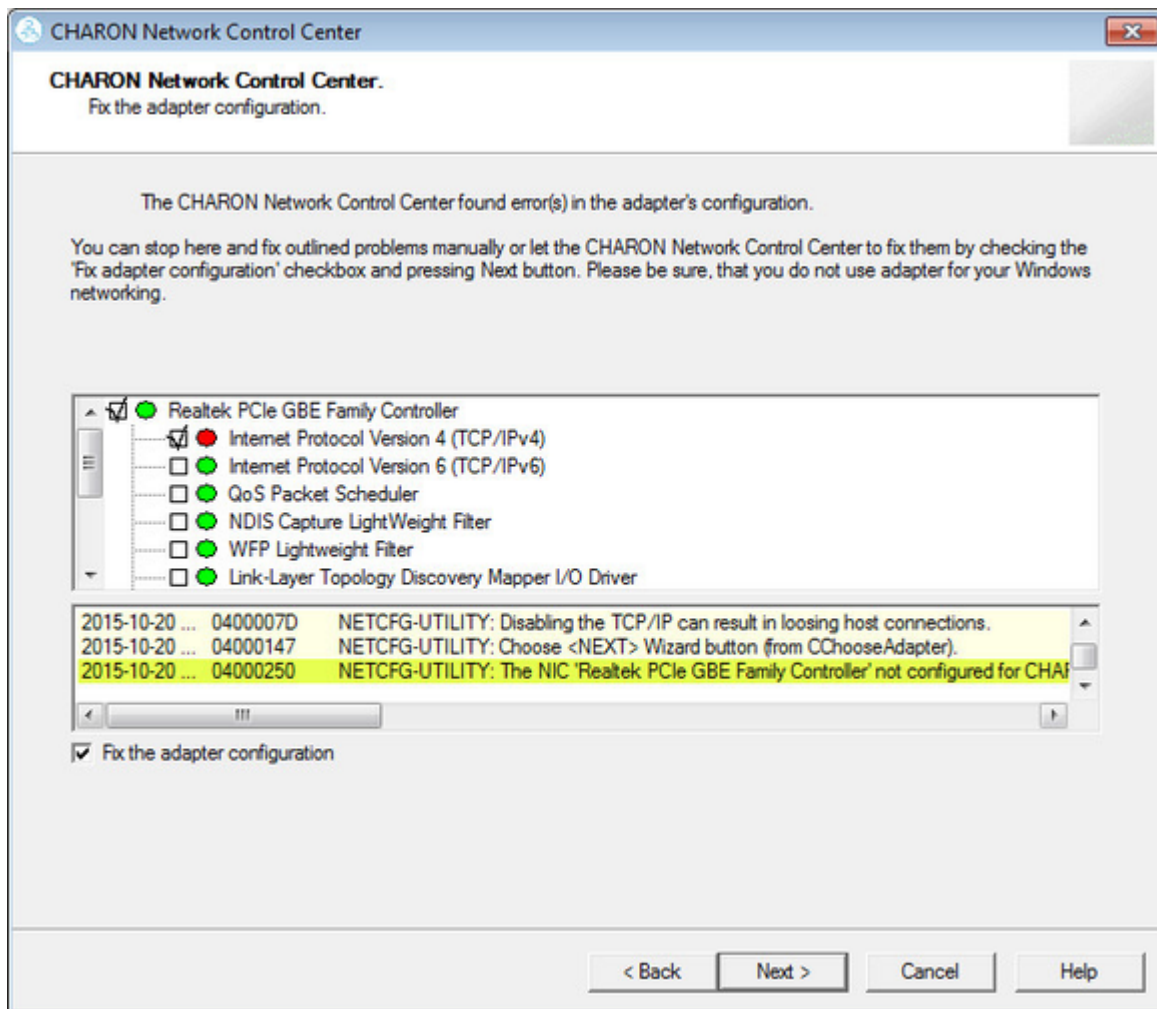 CHARON Network Control Center
CHARON Network Control Center.
Fix the adapter configuration.
The CHARON Network Control Center found error(s) in the adapter's configuration.
You can stop here and fix outlined problems manually or let the CHARON Network Control Center to fix them by checking the
'Fix adapter configuration' checkbox and pressing Next button. Please be sure, that you do not use adapter for your Windows
networking.
Realtek PCIe GBE Family Controller
Internet Protocol Version 4 (TCP/IPv4)
Internet Protocol Version 6 (TCP/IPv6)
QoS Packet Scheduler
NDIS Capture LightWeight Filter
WFP Lightweight Filter
Link-Layer Topology Discovery Mapper I/O Driver
2015-10-20 ... 0400007D NETCFG-UTILITY: Disabling the TCP/IP can result in loosing host connections.
2015-10-20 ... 04000147 NETCFG-UTILITY: Choose <NEXT> Wizard button (from CChooseAdapter).
2015-10-20 ... 04000250 NETCFG-UTILITY: The NIC 'Realtek PCIe GBE Family Controller' not configured for CHAR
Fix the adapter configuration
< Back Next > Cancel Help